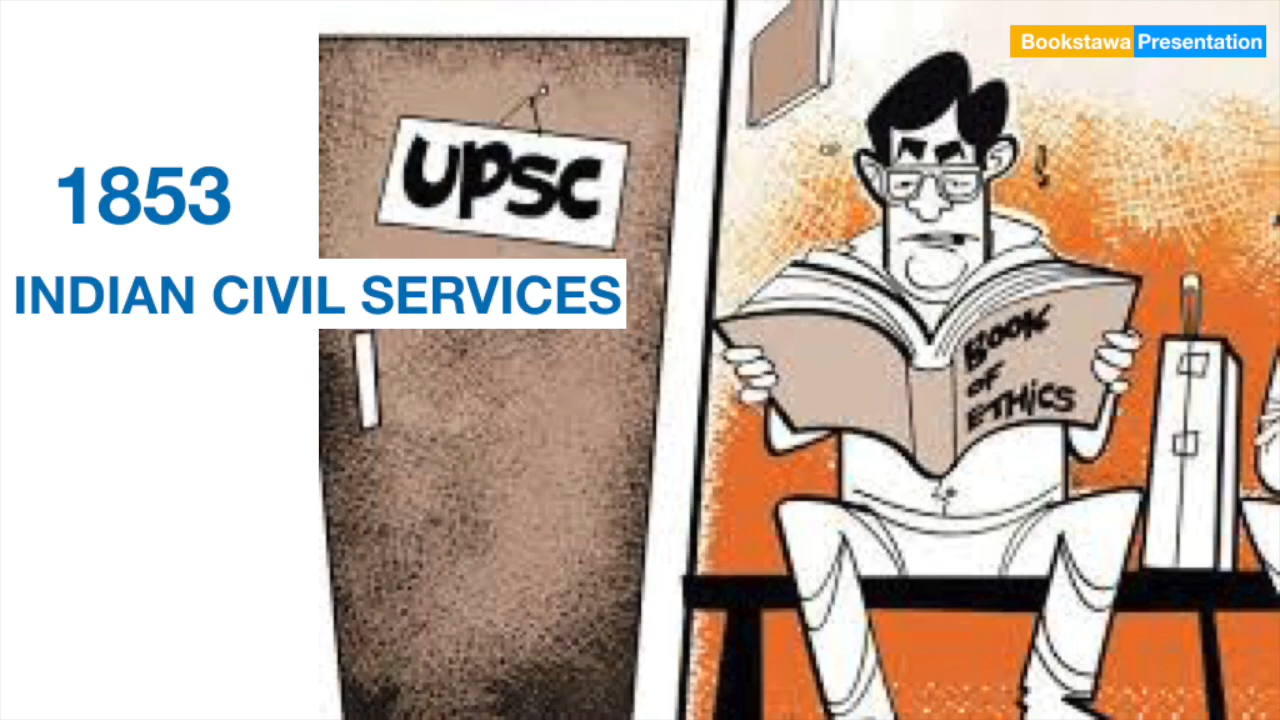 Bookstawa Presentation
1853
INDIAN CIVIL SERVICES
UPSC
BOOK
OF
ETHiCS